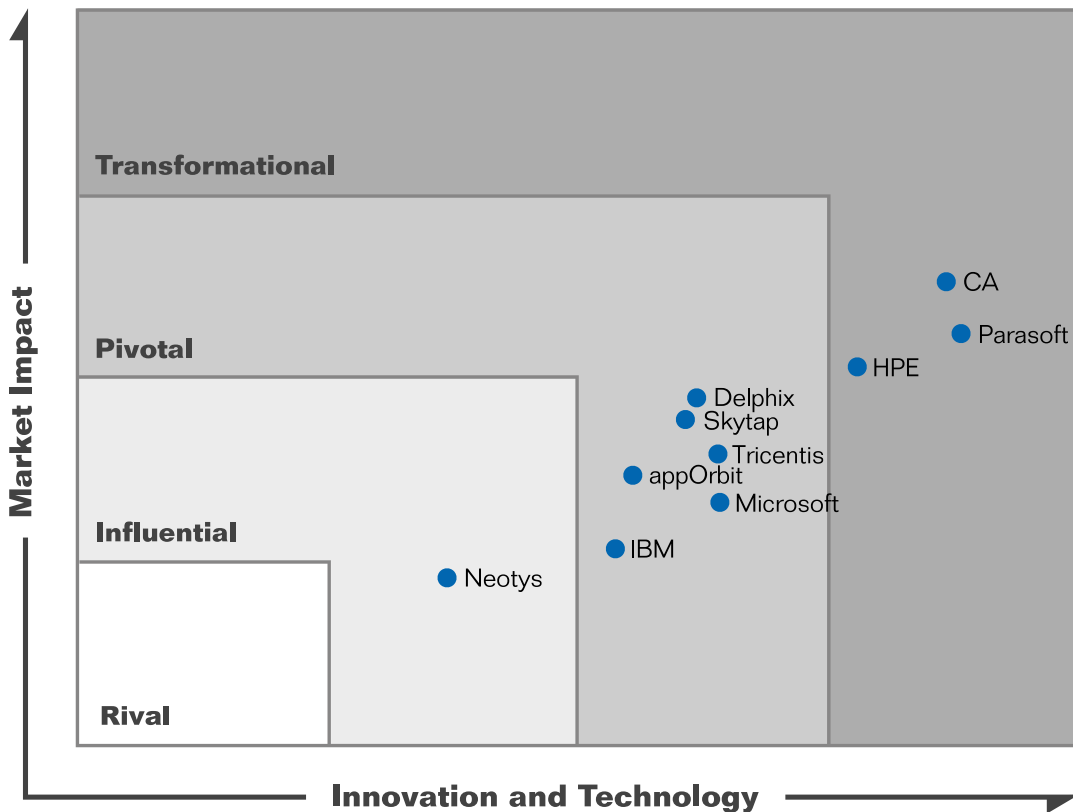 Transformational
CA
Parasoft
Market Impact
Pivotal
HPE
Delphix
Skytap
Tricentis
appOrbit
Microsoft
Influential
IBM
Neotys
Rival
Innovation and Technology